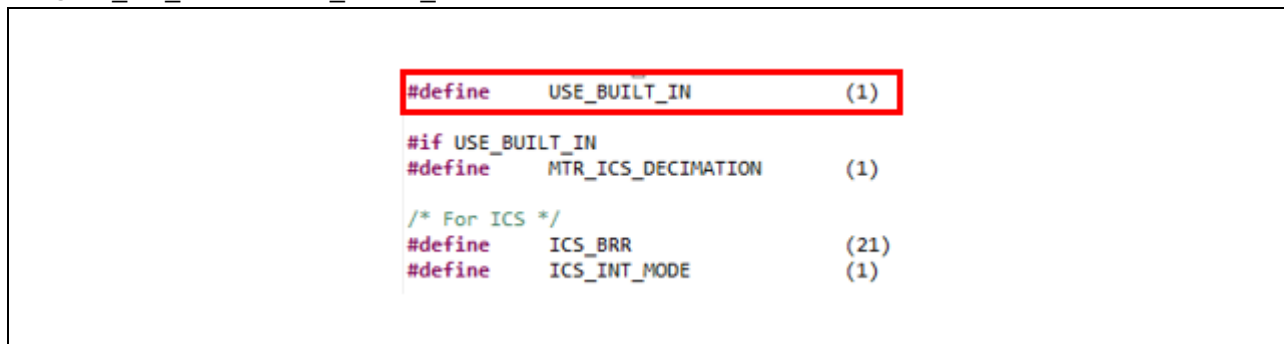 #define USE_BUILT_IN (1)
#if USE_BUILT_IN
#define MTR_ICS_DECIMATION (1)
/* For ICS */
#define ICS_BRR (21)
#define ICS_INT_MODE (1)